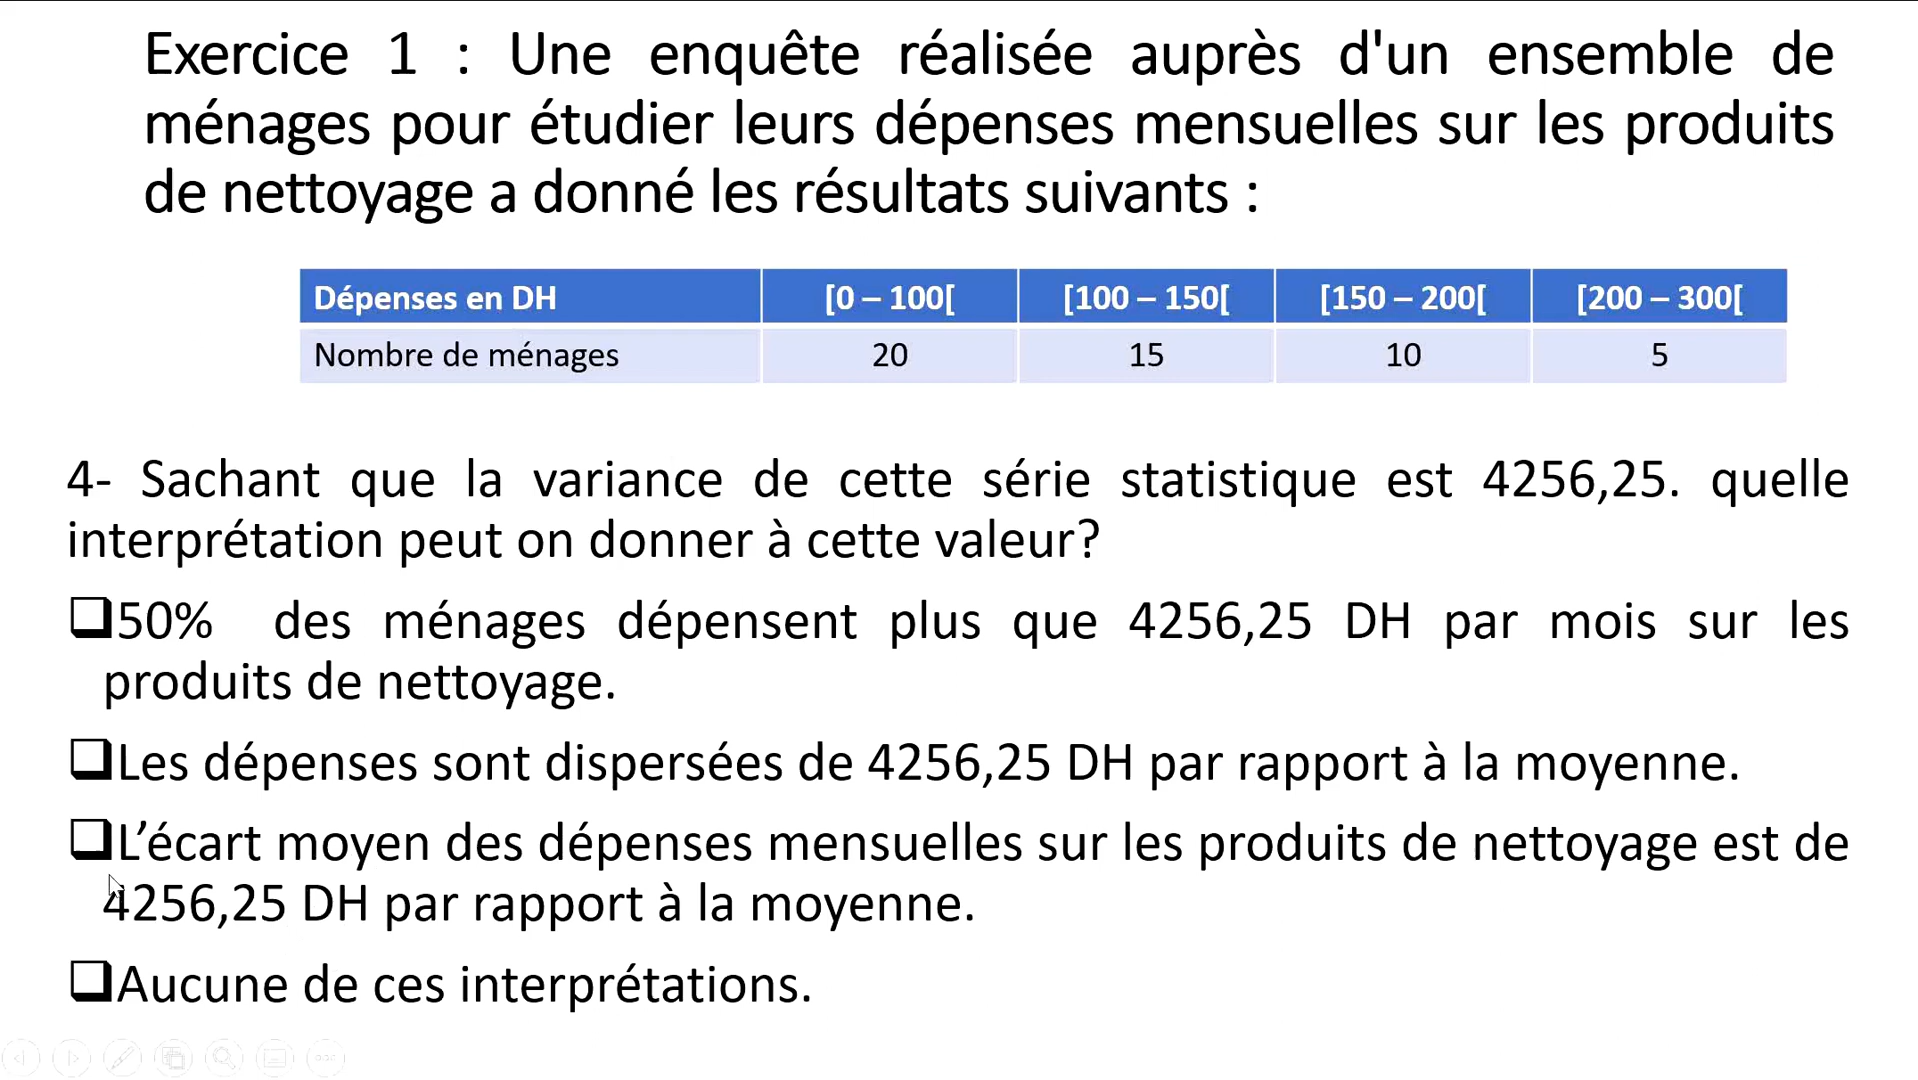 Exercice 1 : Une enquête réalisée auprès d'un ensemble de
ménages pour étudier leurs dépenses mensuelles sur les produits
de nettoyage a donné les résultats suivants :
Dépenses en DH [0 – 100[ [100 – 150[ [150 – 200[ [200 – 300[
Nombre de ménages 20 15 10 5
4- Sachant que la variance de cette série statistique est 4256,25. quelle
interprétation peut on donner à cette valeur?
❑50% des ménages dépensent plus que 4256,25 DH par mois sur les
produits de nettoyage.
❑Les dépenses sont dispersées de 4256,25 DH par rapport à la moyenne.
❑L’écart moyen des dépenses mensuelles sur les produits de nettoyage est de
4256,25 DH par rapport à la moyenne.
❑Aucune de ces interprétations.